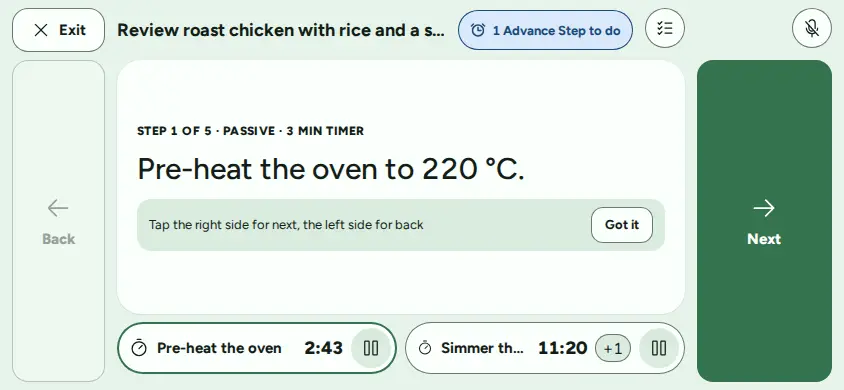 Exit
Review roast chicken with rice and a s...
1 Advance Step to do
STEP 1 OF 5 · PASSIVE · 3 MIN TIMER
Pre-heat the oven to 220 °C.
Tap the right side for next, the left side for back
Got it
Back
Next
Pre-heat the oven 2:43
Simmer th... 11:20 +1